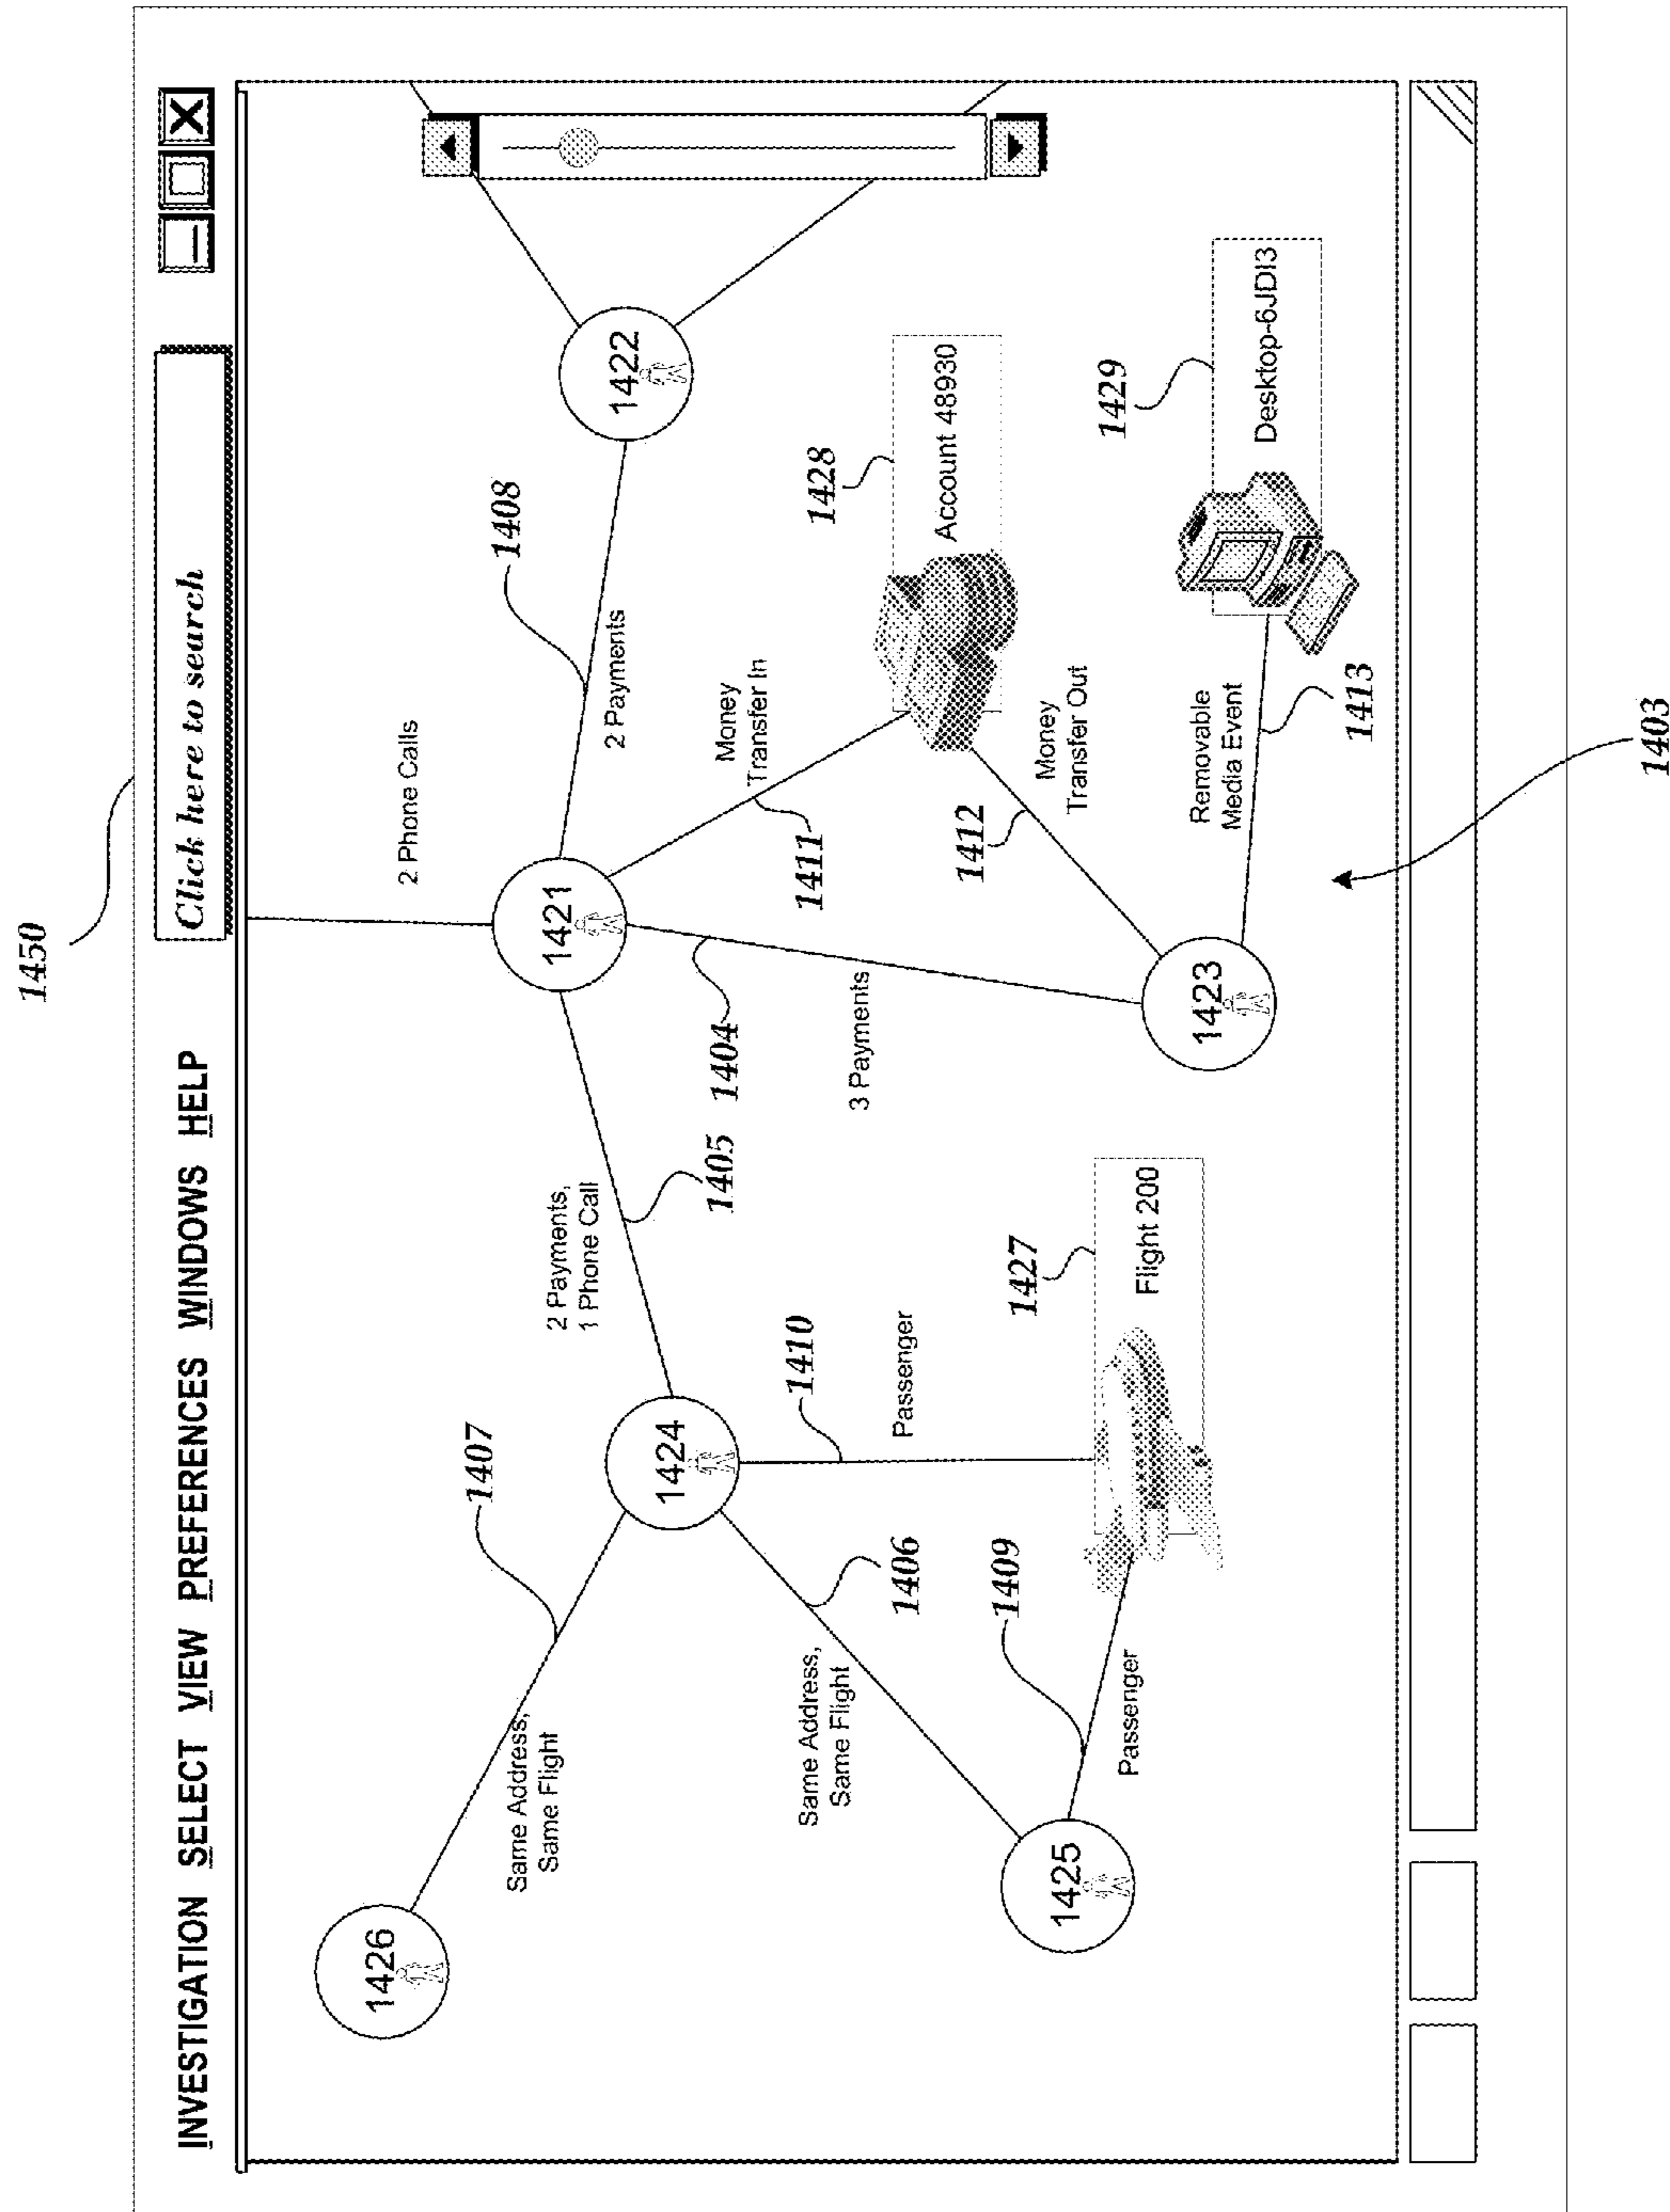 1450
INVESTIGATION SELECT VIEW PREFERENCES WINDOWS HELP
Click here to search
1426
1407
Same Address,
Same Flight
2 Phone Calls
1421
1408
1422
2 Payments,
1 Phone Call
2 Payments
1424
1405
1404
Money
Transfer In
1411
1428
Account 48930
1410
Same Address,
Same Flight
1406
Passenger
3 Payments
1412
Money
Transfer Out
1409
1427
1425
Passenger
Flight 200
1429
1423
Removable
Media Event
Desktop-6JDI3
1413
1403